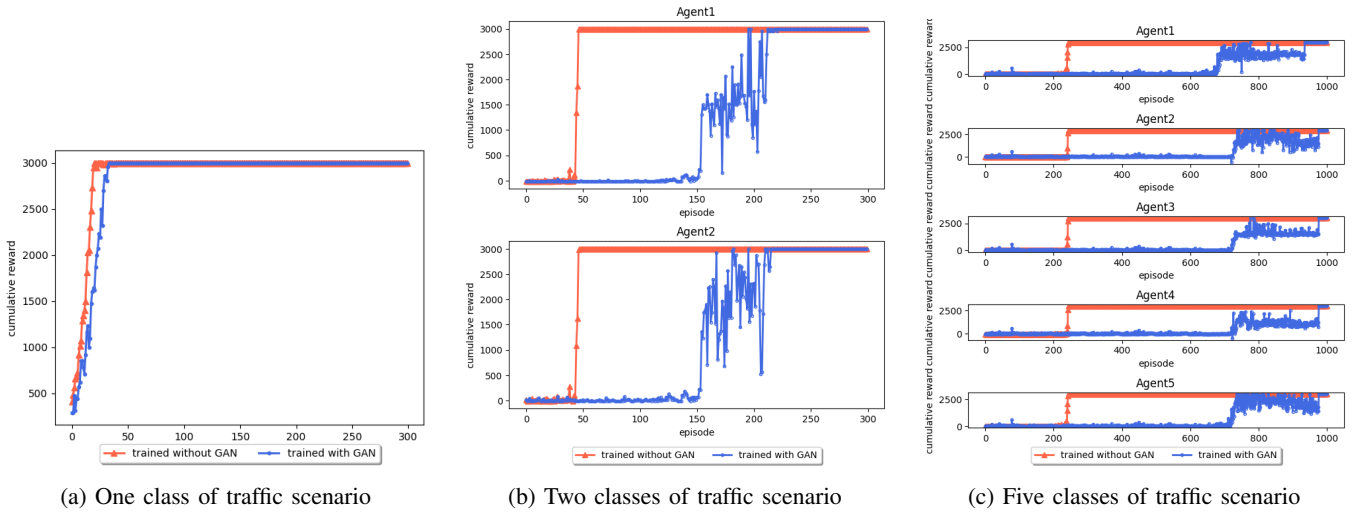 3000
2500
2000
1500
1000
500
cumulative reward
0 50 100 150 200 250 300
trained without GAN trained with GAN
(a) One class of traffic scenario
Agent1
3000
2500
2000
1500
1000
500
0
cumulative reward
0 50 100 150 200 250 300
episode
Agent2
3000
2500
2000
1500
1000
500
0
cumulative reward
0 50 100 150 200 250 300
episode
trained without GAN trained with GAN
(b) Two classes of traffic scenario
Agent1
2500
0
cumulative reward
0 200 400 600 800 1000
episode
Agent2
2500
0
cumulative reward
0 200 400 600 800 1000
episode
Agent3
2500
0
cumulative reward
0 200 400 600 800 1000
episode
Agent4
2500
0
cumulative reward
0 200 400 600 800 1000
episode
Agent5
2500
0
cumulative reward
0 200 400 600 800 1000
episode
trained without GAN trained with GAN
(c) Five classes of traffic scenario